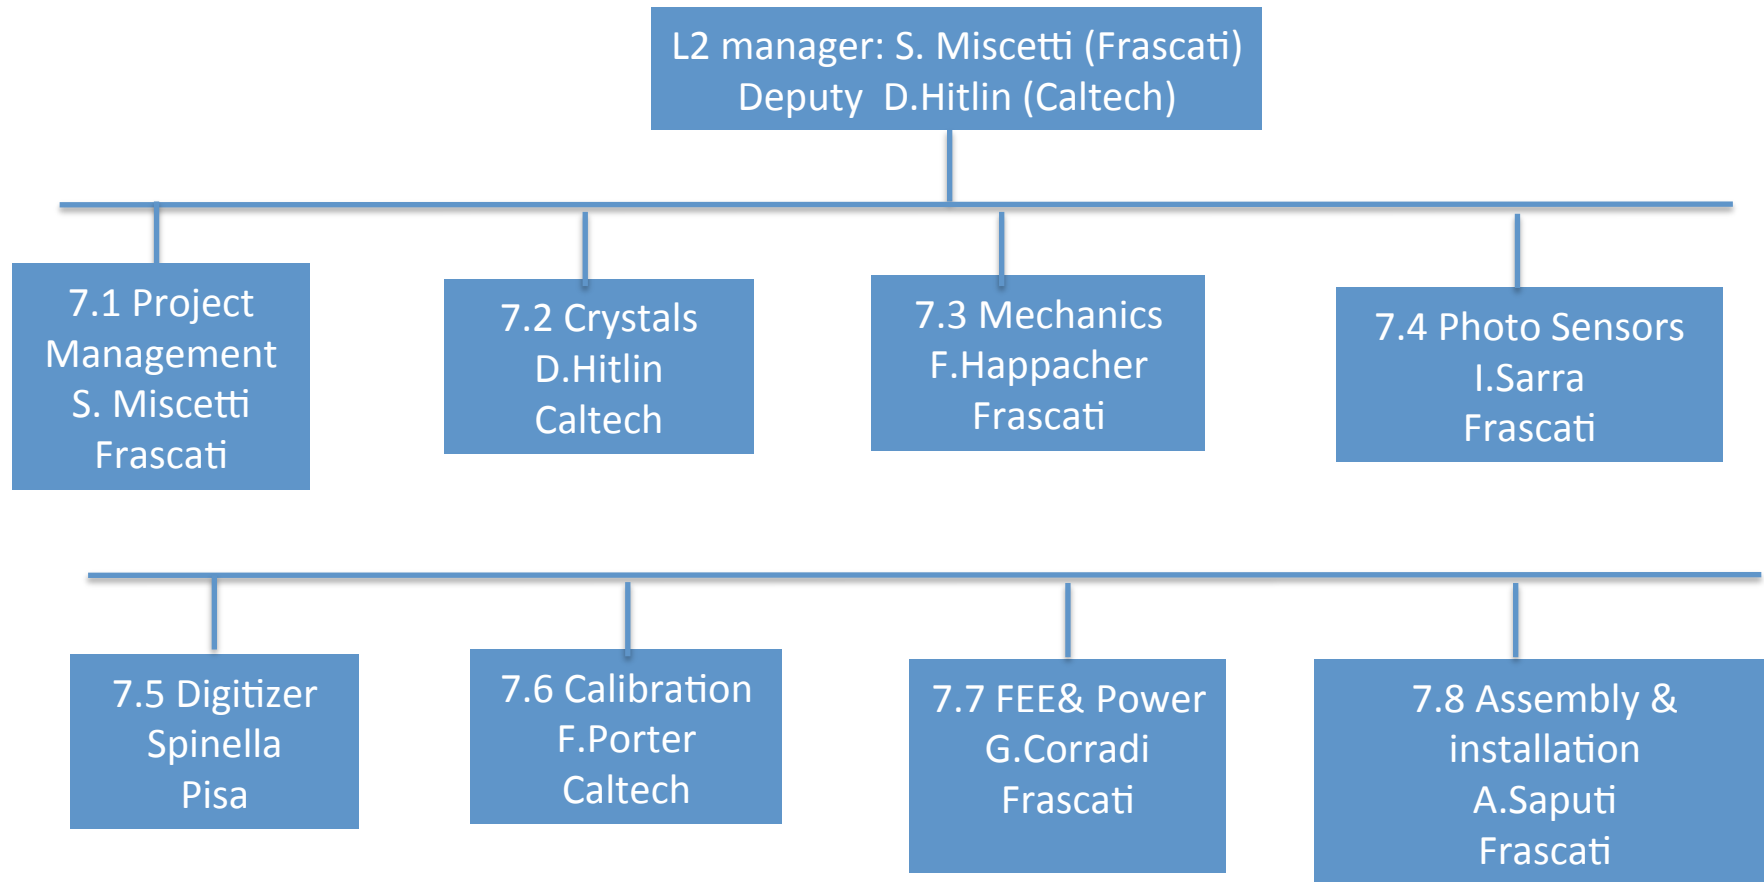 L2 manager: S. Miscetti (Frascati)
Deputy  D.Hitlin (Caltech)
7.1 Project
Management
S. Miscetti
Frascati
7.2 Crystals
D.Hitlin
Caltech
7.3 Mechanics
F.Happacher
Frascati
7.4 Photo Sensors
I.Sarra
Frascati
7.5 Digitizer
Spinella
Pisa
7.6 Calibration
F.Porter
Caltech
7.7 FEE& Power
G.Corradi
Frascati
7.8 Assembly &
installation
A.Saputi
Frascati